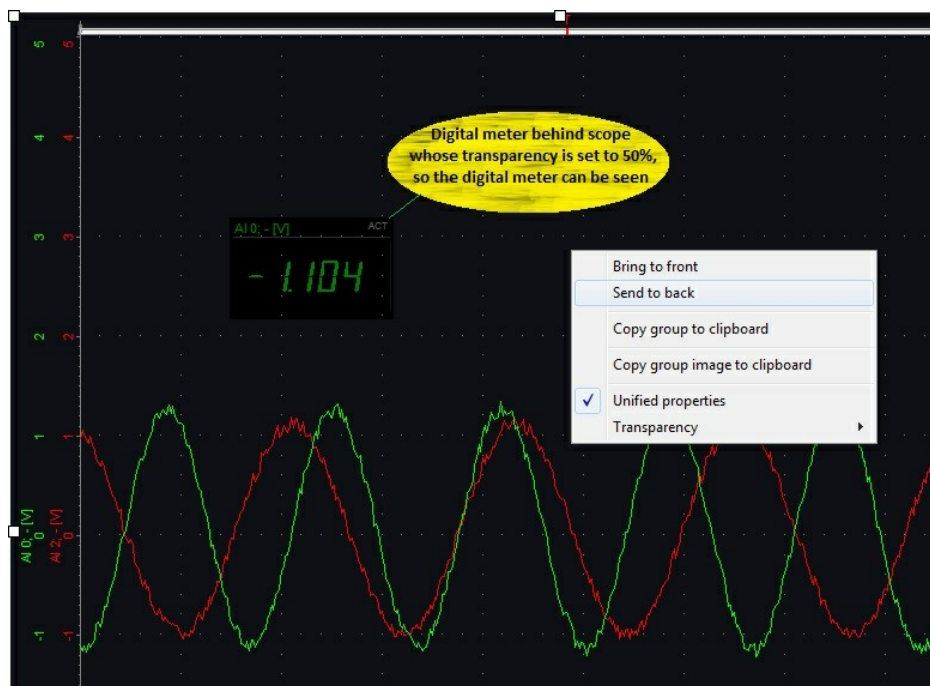 5
5
4
4
3
3
2
2
1
1
0
0
-1
-1
AI 0; - [V]
AI 2; - [V]
Digital meter behind scope
whose transparency is set to 50%,
so the digital meter can be seen
AI 0; - [V] ACT
-1.104
Bring to front
Send to back
Copy group to clipboard
Copy group image to clipboard
Unified properties
Transparency